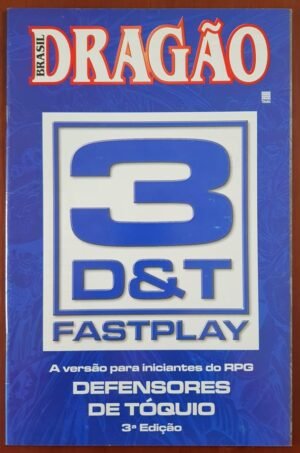 BRASIL
DRAGÃO
3
D&T
FASTPLAY
A versão para iniciantes do RPG
DEFENSORES
DE TÓQUIO
3ª Edição